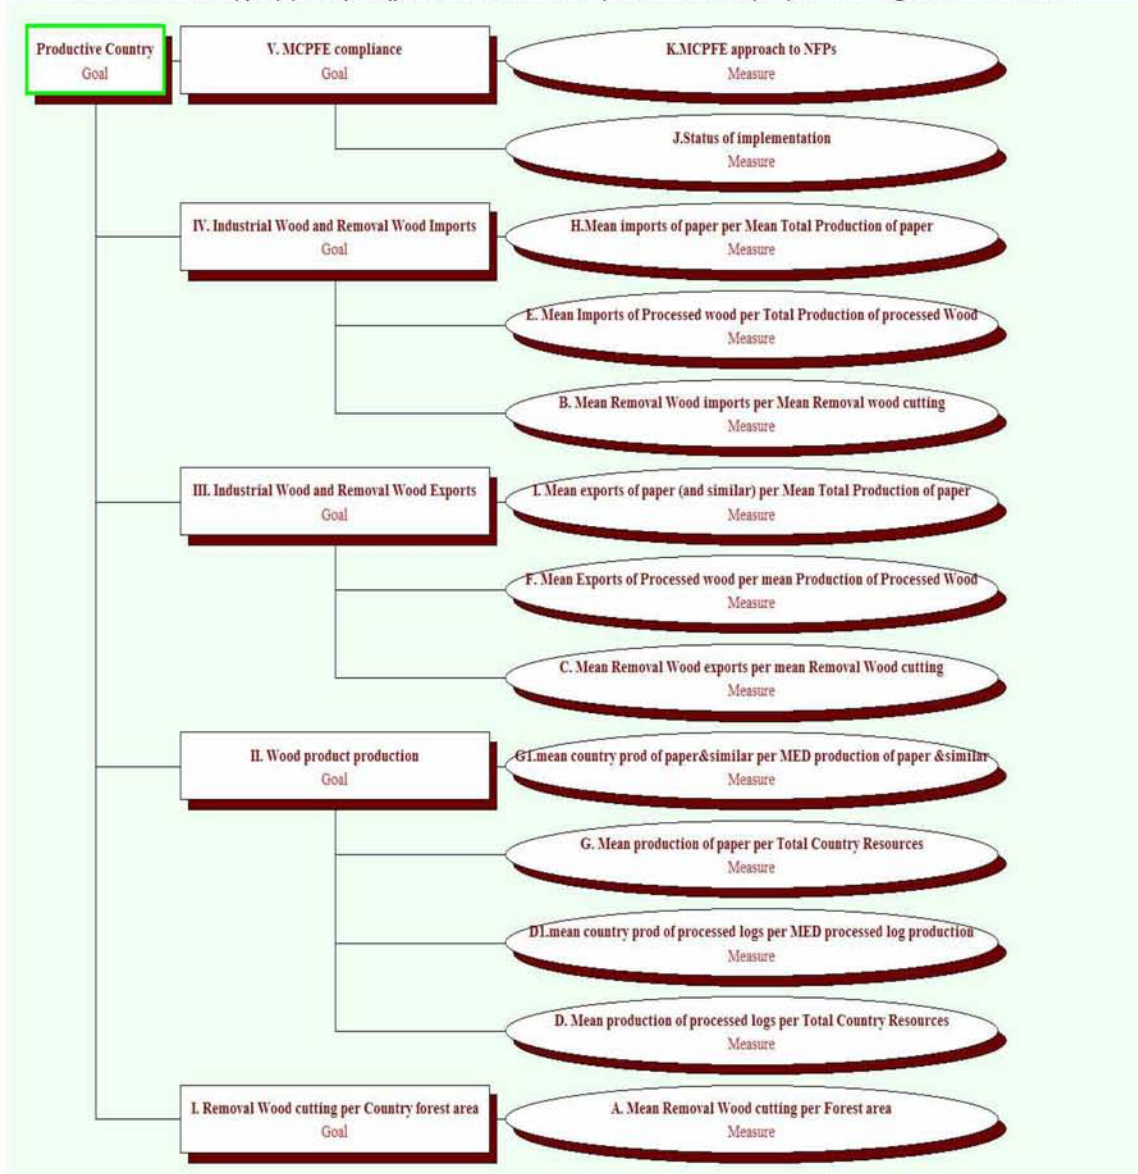 Productive Country
Goal
V. MCPFE compliance
Goal
K.MCPFE approach to NFPs
Measure
J.Status of implementation
Measure
IV. Industrial Wood and Removal Wood Imports
Goal
H.Mean imports of paper per Mean Total Production of paper
Measure
E. Mean Imports of Processed wood per Total Production of processed Wood
Measure
B. Mean Removal Wood imports per Mean Removal wood cutting
Measure
III. Industrial Wood and Removal Wood Exports
Goal
I. Mean exports of paper (and similar) per Mean Total Production of paper
Measure
F. Mean Exports of Processed wood per mean Production of Processed Wood
Measure
C. Mean Removal Wood exports per mean Removal Wood cutting
Measure
II. Wood product production
Goal
G1.mean country prod of paper&similar per MED production of paper &similar
Measure
G. Mean production of paper per Total Country Resources
Measure
D1.mean country prod of processed logs per MED processed log production
Measure
D. Mean production of processed logs per Total Country Resources
Measure
I. Removal Wood cutting per Country forest area
Goal
A. Mean Removal Wood cutting per Forest area
Measure